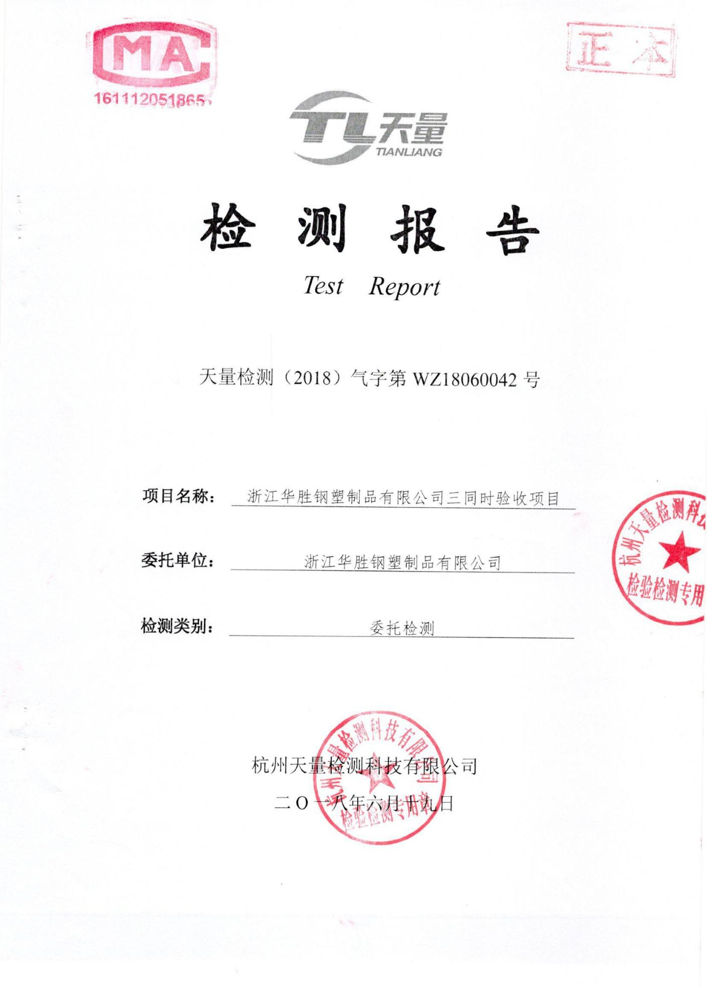 MA
161112051865
正本
TL天量
TIANLIANG
检测报告
Test Report
天量检测（2018）气字第 WZ18060042 号
项目名称： 浙江华胜钢塑制品有限公司三同时验收项目
委托单位： 浙江华胜钢塑制品有限公司
检测类别： 委托检测
杭州天量检测科技
检验检测专用
杭州天量检测科技有限公司
二O一八年六月十九日
杭州天量检测科技有限公司
检验检测专用章